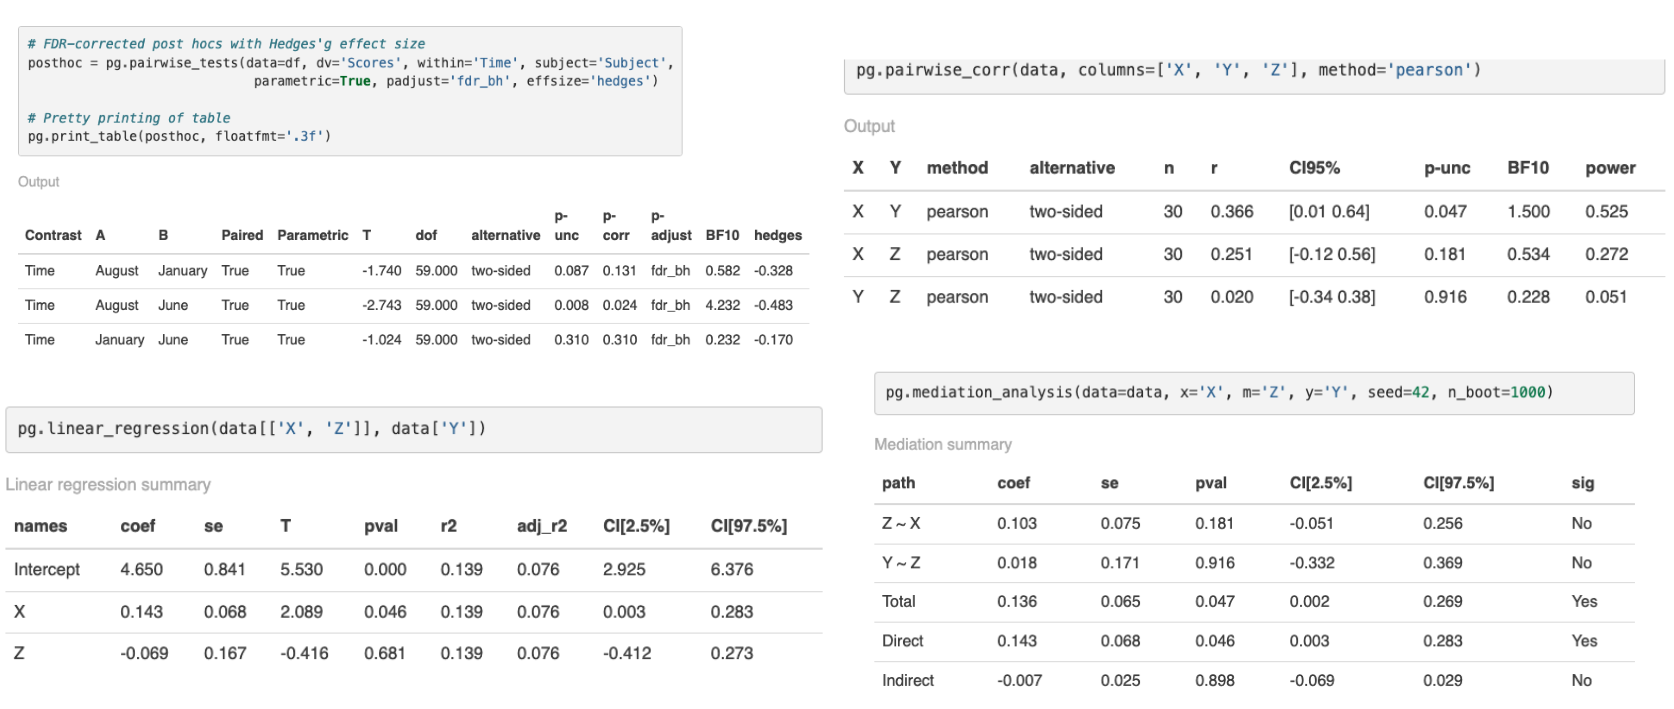 # FDR-corrected post hocs with Hedges'g effect size
posthoc = pg.pairwise_tests(data=df, dv='Scores', within='Time', subject='Subject',
parametric=True, padjust='fdr_bh', effsize='hedges')
# Pretty printing of table
pg.print_table(posthoc, floatfmt='.3f')
Output
Contrast A B Paired Parametric T dof alternative p-unc p-corr p-adjust BF10 hedges
Time August January True True -1.740 59.000 two-sided 0.087 0.131 fdr_bh 0.582 -0.328
Time August June True True -2.743 59.000 two-sided 0.008 0.024 fdr_bh 4.232 -0.483
Time January June True True -1.024 59.000 two-sided 0.310 0.310 fdr_bh 0.232 -0.170
pg.linear_regression(data[['X', 'Z']], data['Y'])
Linear regression summary
names coef se T pval r2 adj_r2 CI[2.5%] CI[97.5%]
Intercept 4.650 0.841 5.530 0.000 0.139 0.076 2.925 6.376
X 0.143 0.068 2.089 0.046 0.139 0.076 0.003 0.283
Z -0.069 0.167 -0.416 0.681 0.139 0.076 -0.412 0.273
pg.pairwise_corr(data, columns=['X', 'Y', 'Z'], method='pearson')
Output
X Y method alternative n r CI95% p-unc BF10 power
X Y pearson two-sided 30 0.366 [0.01 0.64] 0.047 1.500 0.525
X Z pearson two-sided 30 0.251 [-0.12 0.56] 0.181 0.534 0.272
Y Z pearson two-sided 30 0.020 [-0.34 0.38] 0.916 0.228 0.051
pg.mediation_analysis(data=data, x='X', m='Z', y='Y', seed=42, n_boot=1000)
Mediation summary
path coef se pval CI[2.5%] CI[97.5%] sig
Z ~ X 0.103 0.075 0.181 -0.051 0.256 No
Y ~ Z 0.018 0.171 0.916 -0.332 0.369 No
Total 0.136 0.065 0.047 0.002 0.269 Yes
Direct 0.143 0.068 0.046 0.003 0.283 Yes
Indirect -0.007 0.025 0.898 -0.069 0.029 No